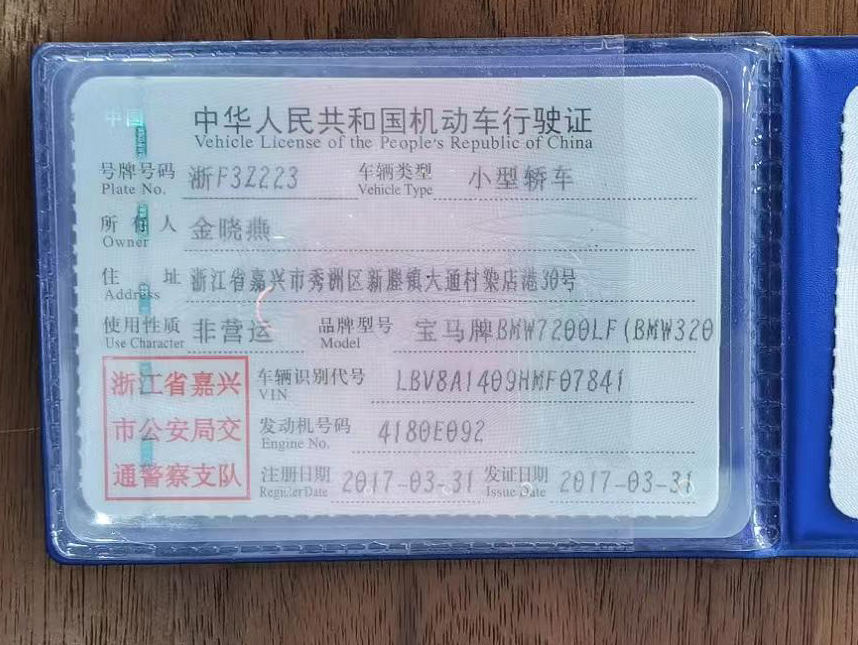 中国
中华人民共和国机动车行驶证
Vehicle License of the People's Republic of China
号牌号码 浙F3Z223 车辆类型 小型轿车
Plate No. Vehicle Type
所有人 金晓燕
Owner
住址 浙江省嘉兴市秀洲区新塍镇大通村染店港30号
Address
使用性质 非营运 品牌型号 宝马牌BMW7200LF(BMW320
Use Character Model
浙江省嘉兴 车辆识别代号 LBV8A1409HMF07841
VIN
市公安局交 发动机号码 4180E092
Engine No.
通警察支队 注册日期 2017-03-31 发证日期 2017-03-31
Register Date Issue Date